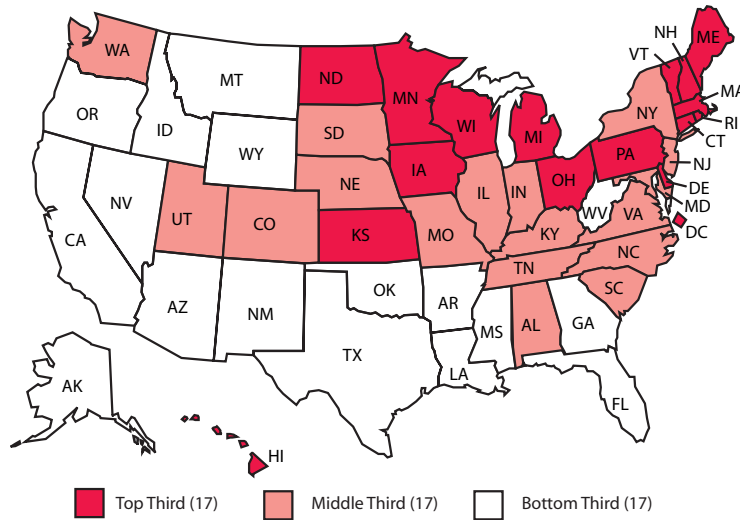 WA
MT
ND
MN
ME
NH
VT
MA
RI
CT
NY
OR
ID
WY
SD
WI
MI
PA
NJ
DE
MD
DC
NV
UT
CO
NE
IA
IL
IN
OH
WV
VA
CA
KS
MO
KY
NC
TN
SC
AZ
NM
OK
AR
MS
AL
GA
TX
LA
FL
AK
HI
Top Third (17)
Middle Third (17)
Bottom Third (17)